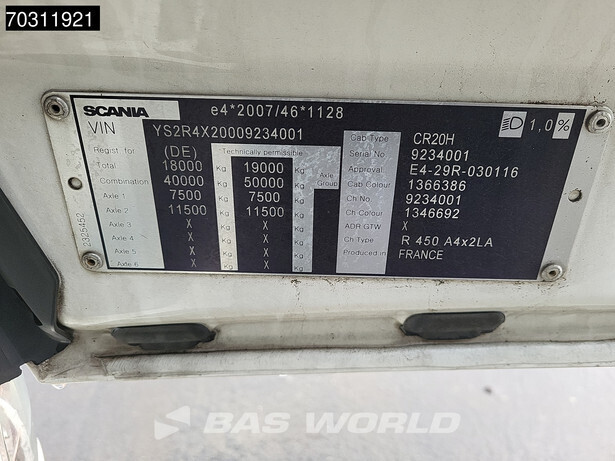 70311921
SCANIA e4*2007/46*1128
VIN YS2R4X20009234001
Regist for (DE) Technically permissible
Total 18000 Kg 19000 Kg
Combination 40000 Kg 50000 Kg Axle Group
Axle 1 7500 Kg 7500 Kg
Axle 2 11500 Kg 11500 Kg
Axle 3 X Kg X Kg
Axle 4 X Kg X Kg
Axle 5 X Kg X Kg
Axle 6 X Kg X Kg
2325452
Cab Type CR20H
Serial No 9234001
Approval E4-29R-030116
Cab Colour 1366386
Ch No 9234001
Ch Colour 1346692
ADR GTW X
Ch Type R 450 A4x2LA
Produced in FRANCE
1,0%
BAS WORLD